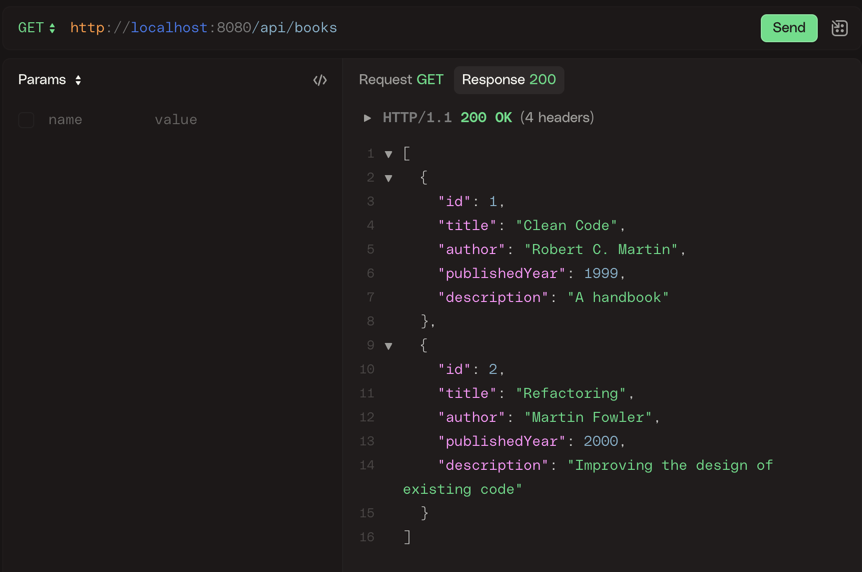 GET http://localhost:8080/api/books Send
Params </>
name value
Request GET Response 200
HTTP/1.1 200 OK (4 headers)
1 [
2 {
3 "id": 1,
4 "title": "Clean Code",
5 "author": "Robert C. Martin",
6 "publishedYear": 1999,
7 "description": "A handbook"
8 },
9 {
10 "id": 2,
11 "title": "Refactoring",
12 "author": "Martin Fowler",
13 "publishedYear": 2000,
14 "description": "Improving the design of
existing code"
15 }
16 ]